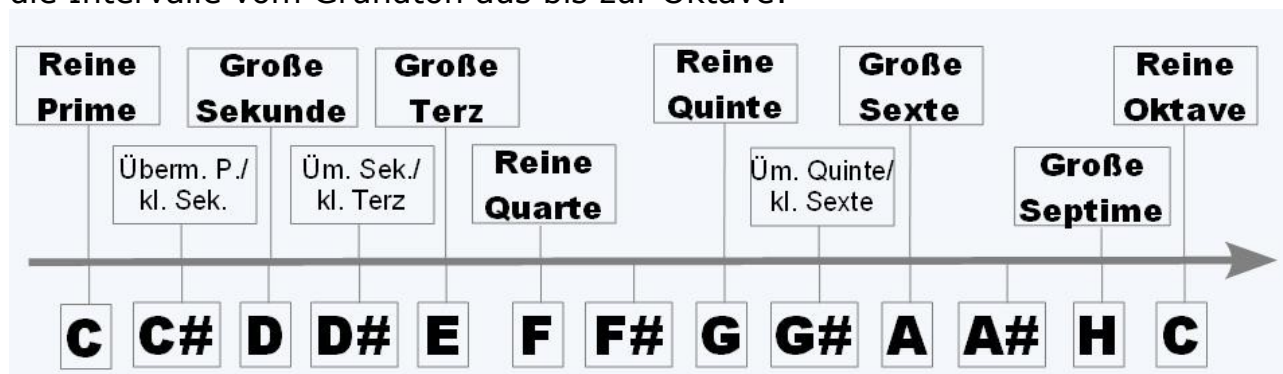 die Intervalle vom Grundton aus bis zur Oktave:
Reine
Prime
Große
Sekunde
Große
Terz
Reine
Quinte
Große
Sexte
Reine
Oktave
Überm. P./
kl. Sek.
Üm. Sek./
kl. Terz
Reine
Quarte
Üm. Quinte/
kl. Sexte
Große
Septime
C C# D D# E F F# G G# A A# H C